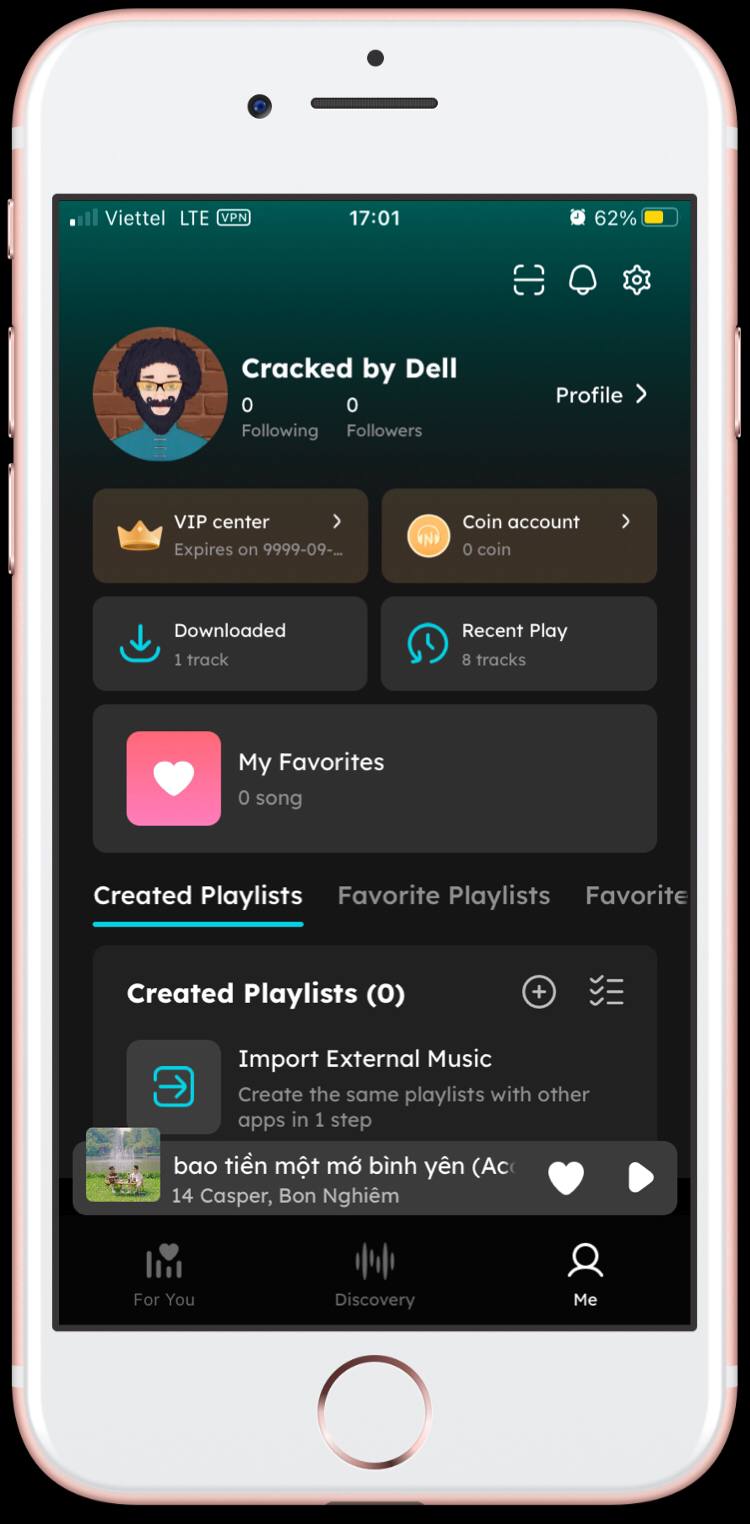 Viettel LTE VPN 17:01 62%
Cracked by Dell
0 0
Following Followers
Profile
VIP center
Expires on 9999-09-...
Coin account
0 coin
Downloaded
1 track
Recent Play
8 tracks
My Favorites
0 song
Created Playlists Favorite Playlists Favorite
Created Playlists (0)
Import External Music
Create the same playlists with other
apps in 1 step
bao tiền một mớ bình yên (Ac
14 Casper, Bon Nghiêm
For You Discovery Me